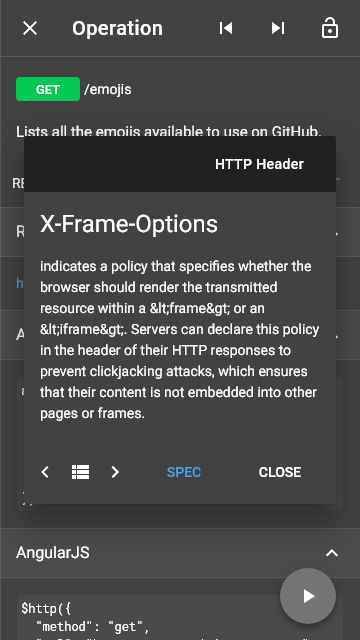 Operation
GET /emojis
Lists all the emojis available to use on GitHub.
HTTP Header
RE
R
X-Frame-Options
indicates a policy that specifies whether the
browser should render the transmitted
resource within a &lt;frame&gt; or an
&lt;iframe&gt;. Servers can declare this policy
in the header of their HTTP responses to
prevent clickjacking attacks, which ensures
that their content is not embedded into other
pages or frames.
SPEC CLOSE
AngularJS
$http({
"method": "get",